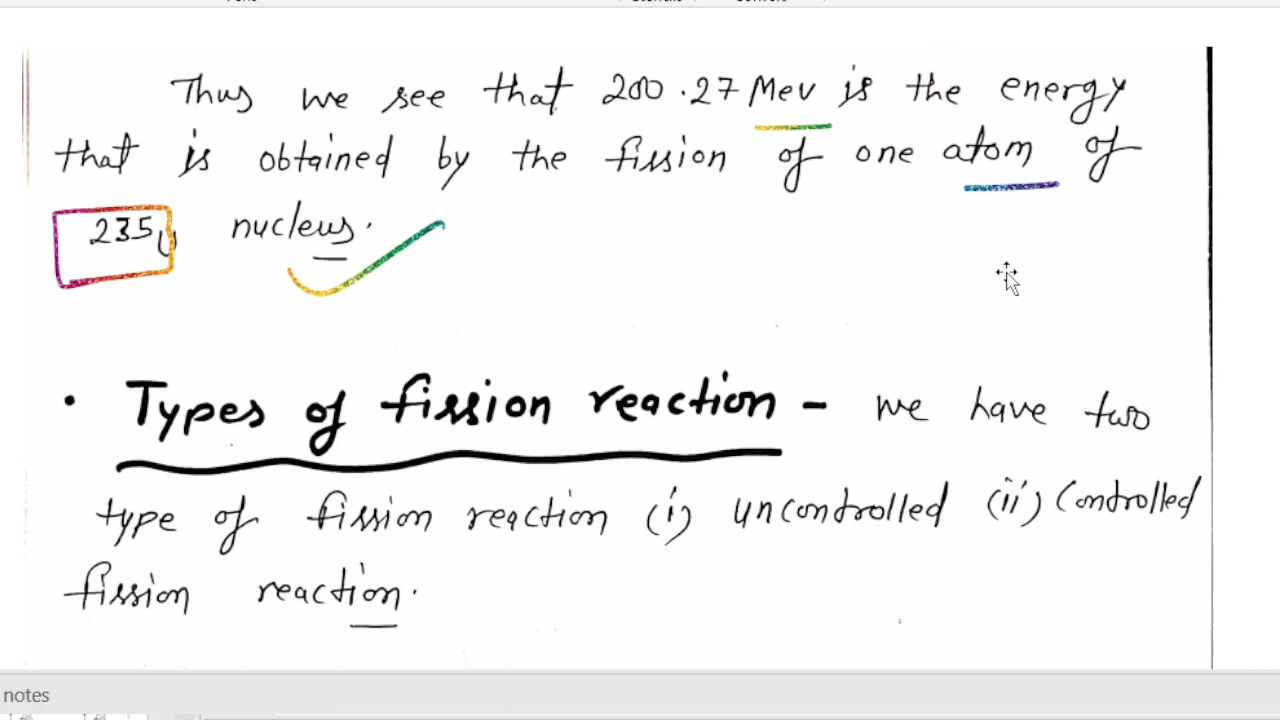 Thus we see that 200.27 Mev is the energy
that is obtained by the fission of one atom of
235U nucleus.
• Types of fission reaction - we have two
type of fission reaction (i) uncontrolled (ii) Controlled
fission reaction.
notes